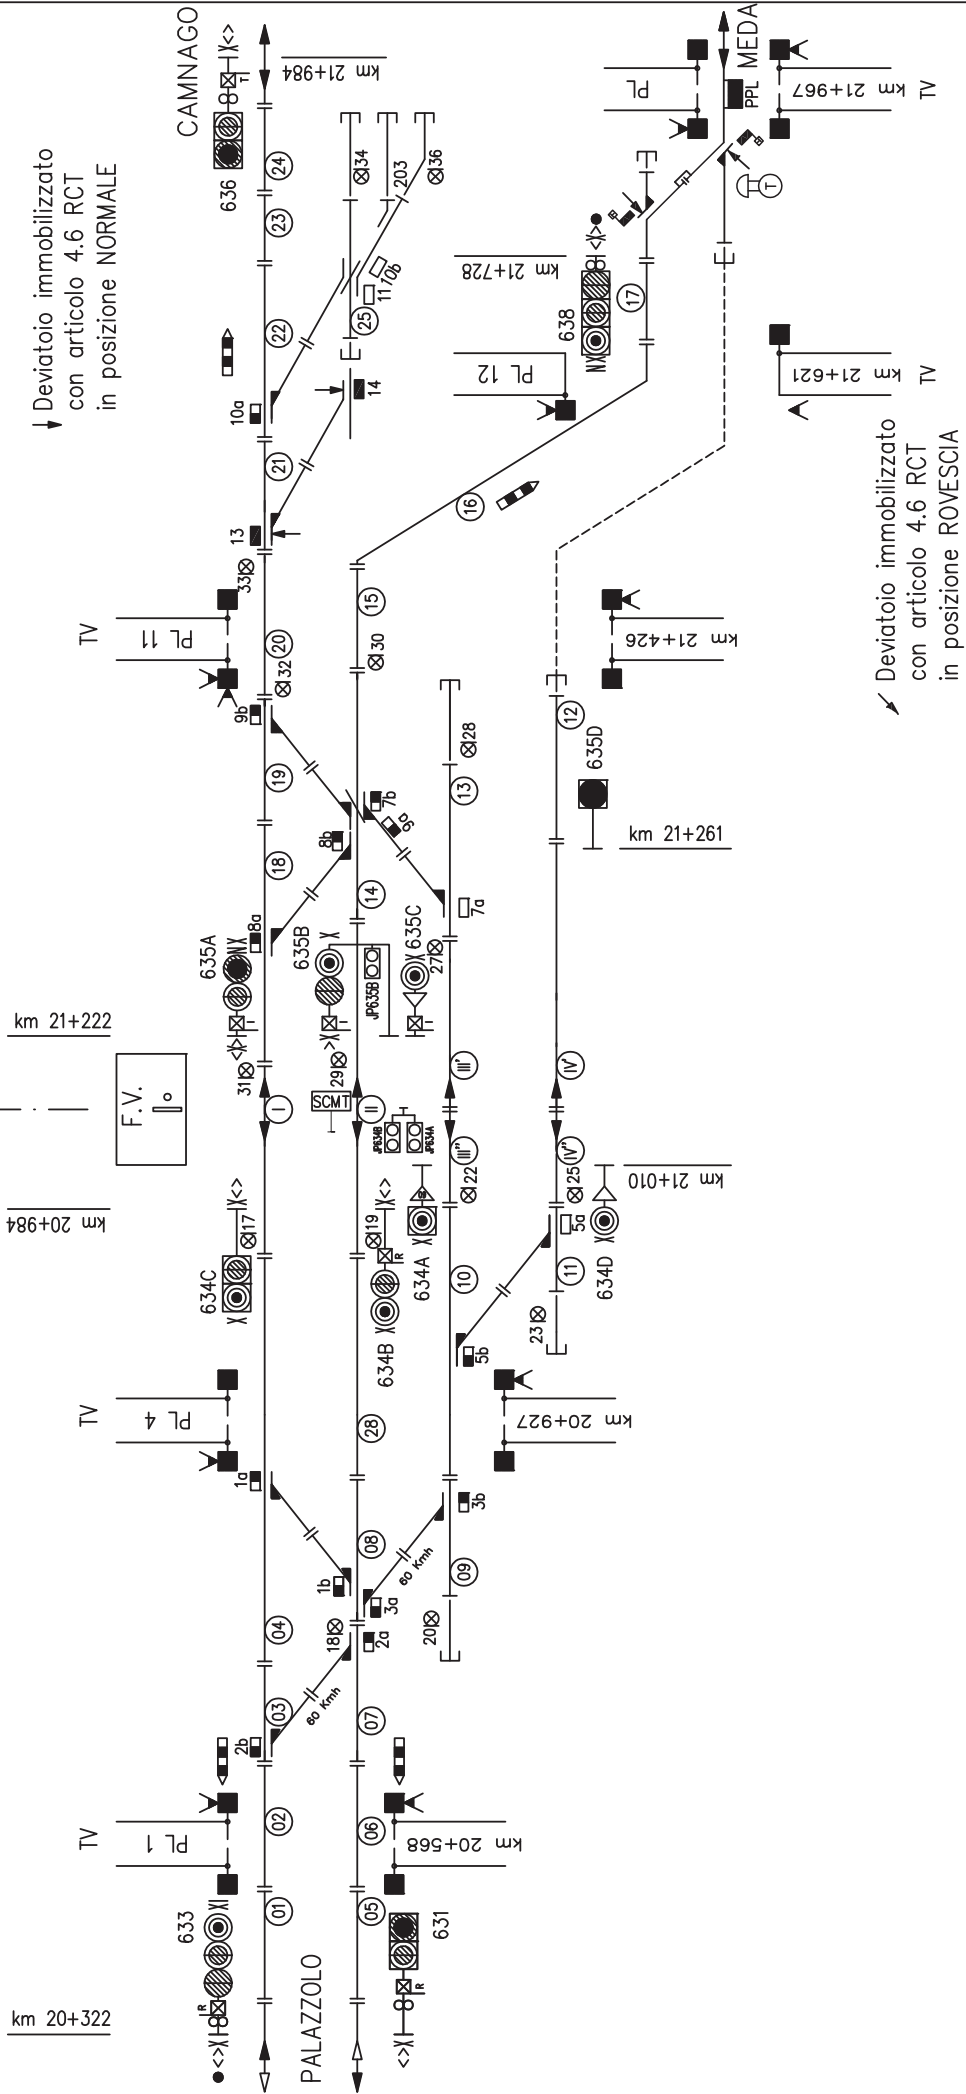 CAMNAGO
MEDA
km 21+984
km 21+967
TV
PL
PPL
T
636
T
Deviatoio immobilizzato
con articolo 4.6 RCT
in posizione NORMALE
24
23
22
21
20
19
18
34
203
36
11
10b
25
14
10a
13
33
32
9b
km 21+728
638
17
PL 12
km 21+621
TV
16
Deviatoio immobilizzato
con articolo 4.6 RCT
in posizione ROVESCIA
TV
PL 11
km 21+426
15
30
28
13
12
635D
km 21+261
7b
9a
8b
8a
7a
14
635A
635B
635C
JP635B
27
km 21+222
31
29
SCMT
F.V.
I
II
III'
IV'
III"
IV"
JP634B
JP634A
km 20+984
km 21+010
17
19
22
25
5a
634C
634B
634A
634D
R
10
11
23
5b
TV
PL 4
km 20+927
28
1a
3b
08
09
1b
3a
60 Kmh
20
18
2a
04
03
60 Kmh
07
2b
TV
PL 1
km 20+568
02
06
01
05
633
631
R
R
km 20+322
PALAZZOLO